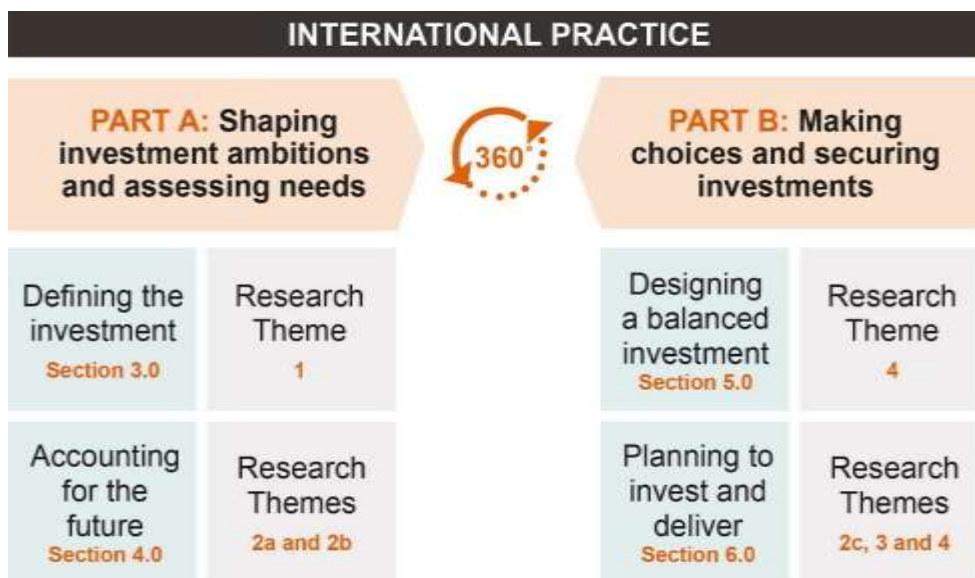 INTERNATIONAL PRACTICE
PART A: Shaping
investment ambitions
and assessing needs
360°
PART B: Making
choices and securing
investments
Defining the
investment
Section 3.0
Research
Theme
1
Accounting
for the
future
Section 4.0
Research
Themes
2a and 2b
Designing
a balanced
investment
Section 5.0
Research
Theme
4
Planning to
invest and
deliver
Section 6.0
Research
Themes
2c, 3 and 4